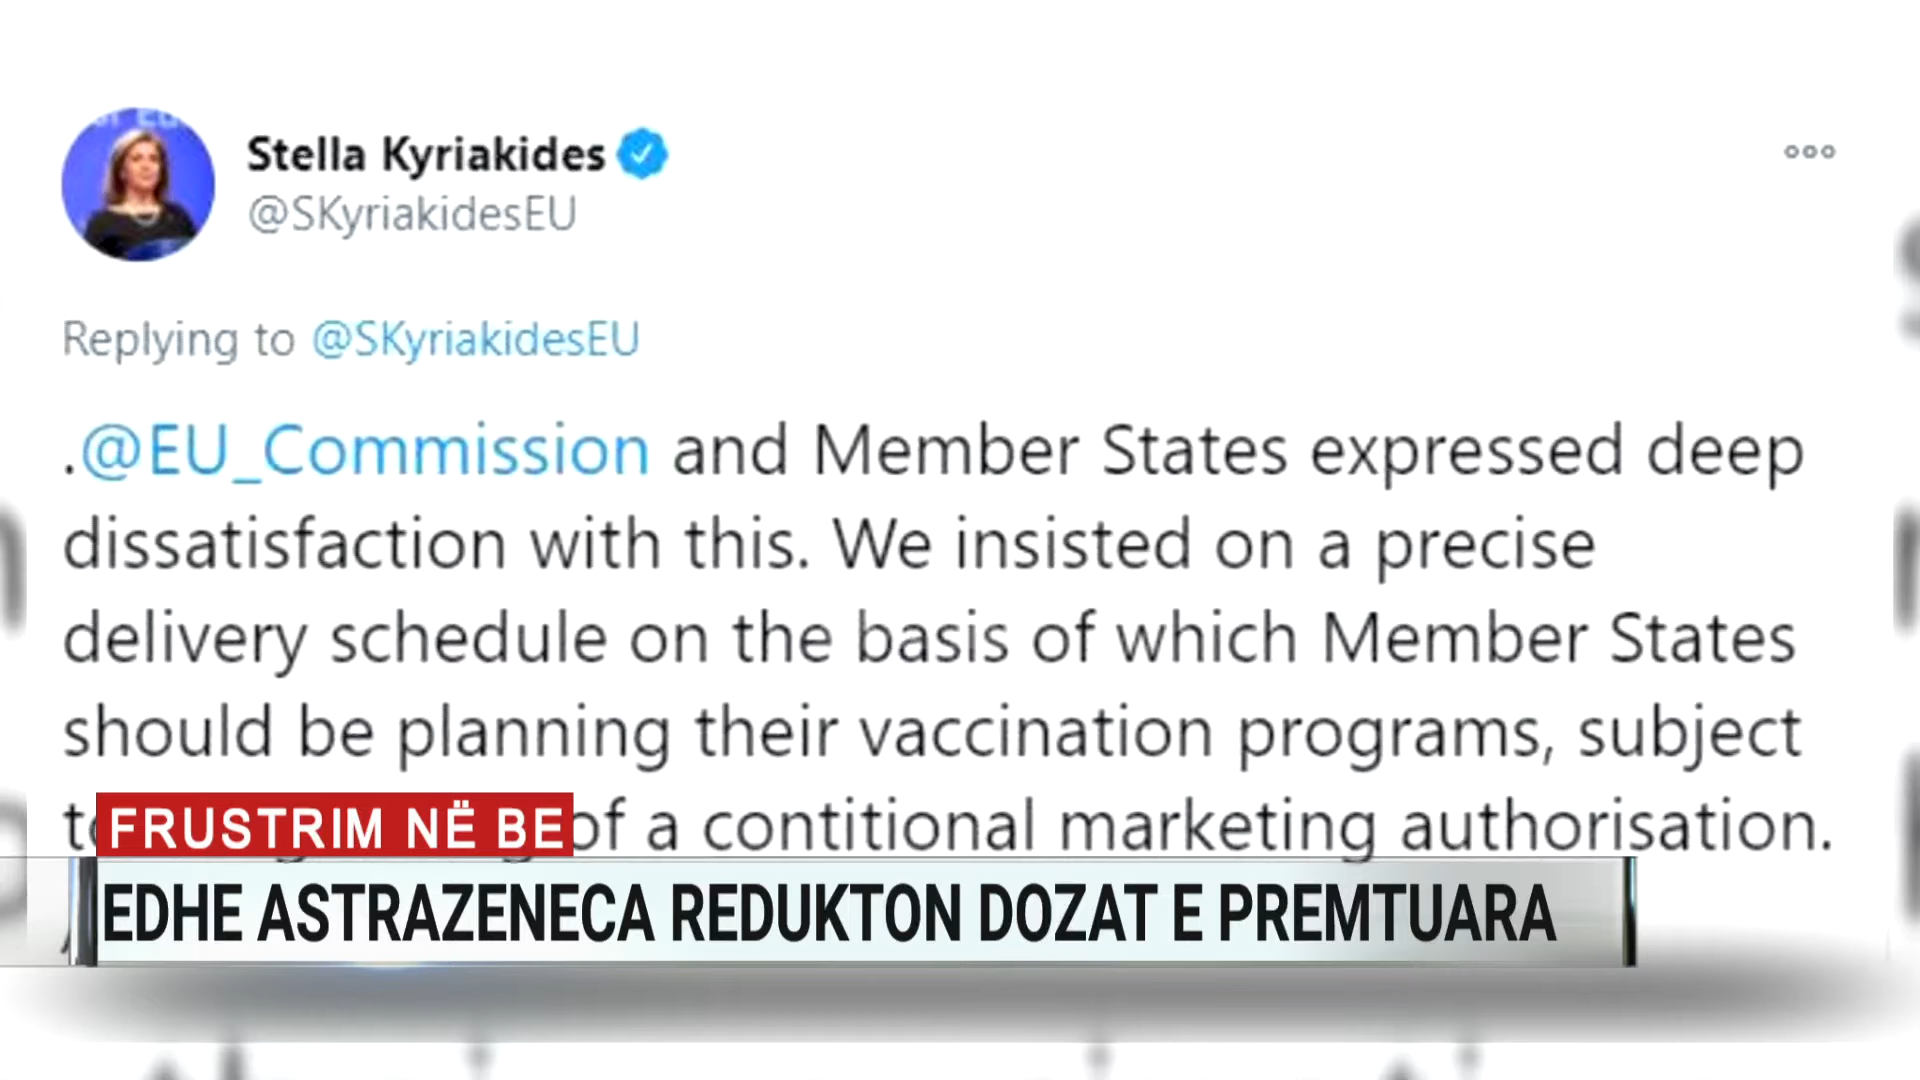 Stella Kyriakides
@SKyriakidesEU
Replying to @SKyriakidesEU
.@EU_Commission and Member States expressed deep
dissatisfaction with this. We insisted on a precise
delivery schedule on the basis of which Member States
should be planning their vaccination programs, subject
of a contitional marketing authorisation.
FRUSTRIM NË BE
EDHE ASTRAZENECA REDUKTON DOZAT E PREMTUARA